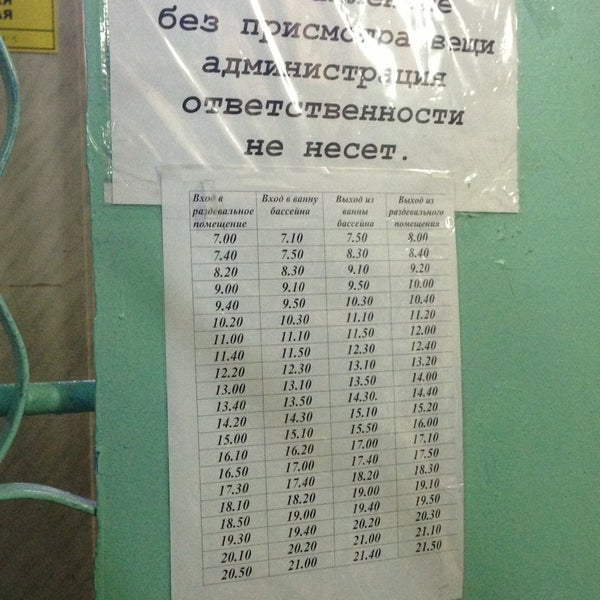 без присмотра вещи
администрация
ответственности
не несет.
Вход в раздевальное помещение | Вход в ванну бассейна | Выход из ванны бассейна | Выход из раздевального помещения
7.00 7.10 7.50 8.00
7.40 7.50 8.30 8.40
8.20 8.30 9.10 9.20
9.00 9.10 9.50 10.00
9.40 9.50 10.30 10.40
10.20 10.30 11.10 11.20
11.00 11.10 11.50 12.00
11.40 11.50 12.30 12.40
12.20 12.30 13.10 13.20
13.00 13.10 13.50 14.00
13.40 13.50 14.30. 14.40
14.20 14.30 15.10 15.20
15.00 15.10 15.50 16.00
16.10 16.20 17.00 17.10
16.50 17.00 17.40 17.50
17.30 17.40 18.20 18.30
18.10 18.20 19.00 19.10
18.50 19.00 19.40 19.50
19.30 19.40 20.20 20.30
20.10 20.20 21.00 21.10
20.50 21.00 21.40 21.50